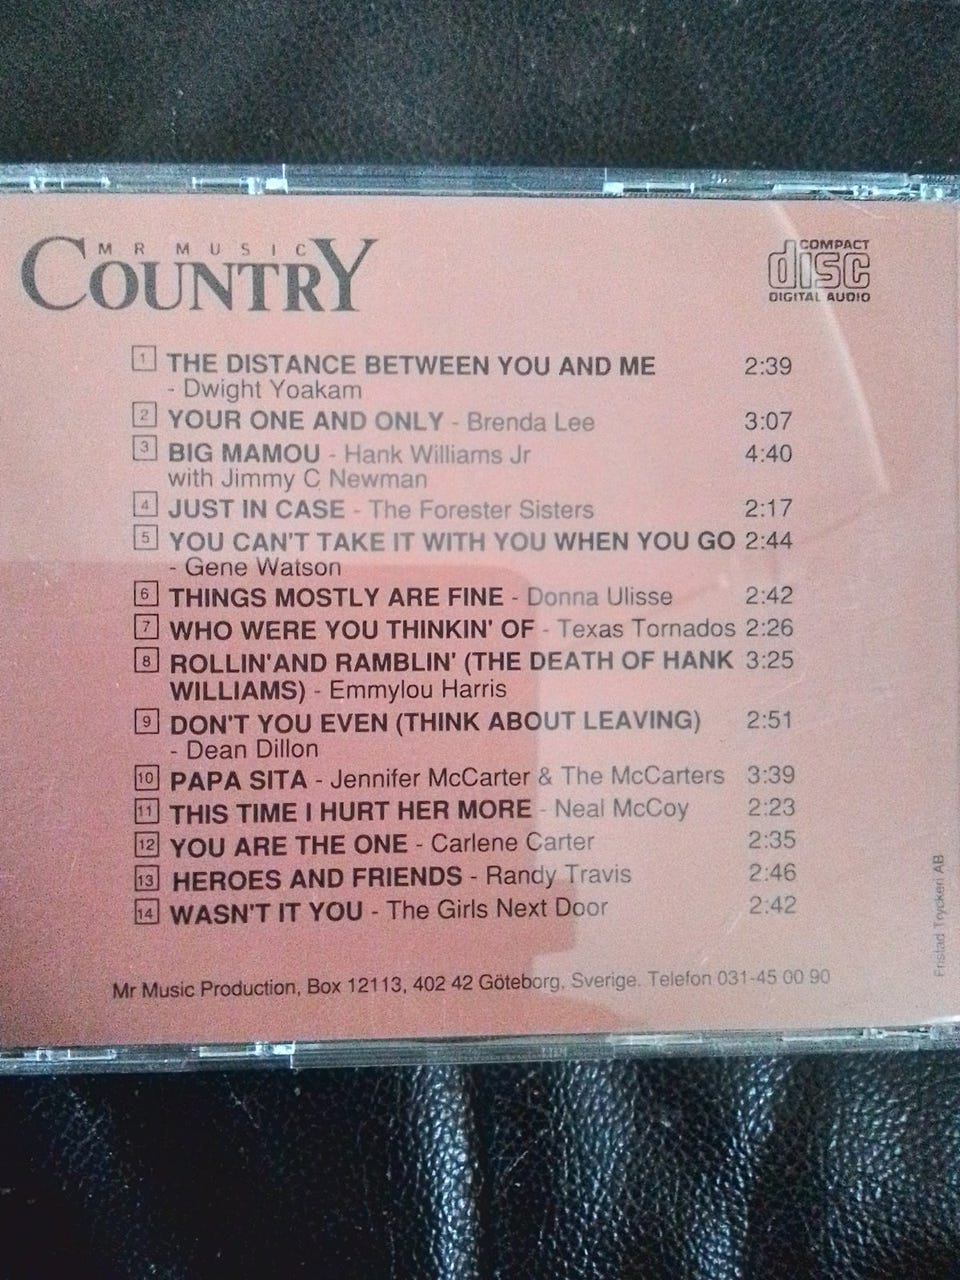 MR MUSIC
COUNTRY
COMPACT
disc
DIGITAL AUDIO
1 THE DISTANCE BETWEEN YOU AND ME 2:39
- Dwight Yoakam
2 YOUR ONE AND ONLY - Brenda Lee 3:07
3 BIG MAMOU - Hank Williams Jr 4:40
with Jimmy C Newman
4 JUST IN CASE - The Forester Sisters 2:17
5 YOU CAN'T TAKE IT WITH YOU WHEN YOU GO 2:44
- Gene Watson
6 THINGS MOSTLY ARE FINE - Donna Ulisse 2:42
7 WHO WERE YOU THINKIN' OF - Texas Tornados 2:26
8 ROLLIN'AND RAMBLIN' (THE DEATH OF HANK 3:25
WILLIAMS) - Emmylou Harris
9 DON'T YOU EVEN (THINK ABOUT LEAVING) 2:51
- Dean Dillon
10 PAPA SITA - Jennifer McCarter & The McCarters 3:39
11 THIS TIME I HURT HER MORE - Neal McCoy 2:23
12 YOU ARE THE ONE - Carlene Carter 2:35
13 HEROES AND FRIENDS - Randy Travis 2:46
14 WASN'T IT YOU - The Girls Next Door 2:42
Mr Music Production, Box 12113, 402 42 Göteborg, Sverige. Telefon 031-45 00 90
Fristad Tryckeri AB